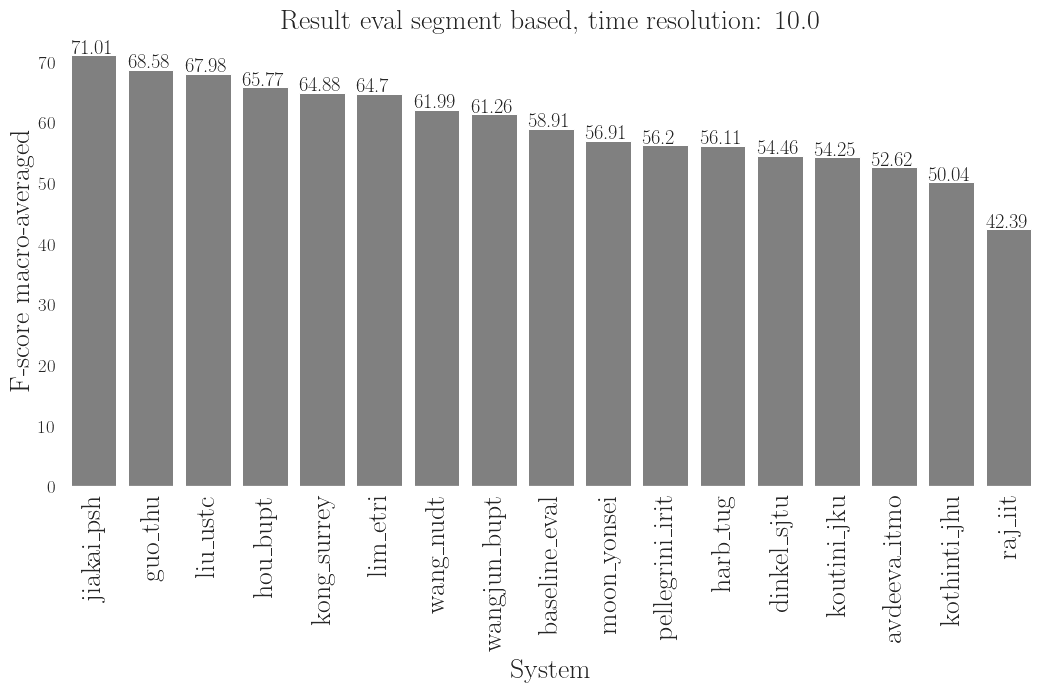 Result eval segment based, time resolution: 10.0
F-score macro-averaged
70
60
50
40
30
20
10
0
71.01
68.58
67.98
65.77
64.88
64.7
61.99
61.26
58.91
56.91
56.2
56.11
54.46
54.25
52.62
50.04
42.39
jiakai_psh
guo_thu
liu_ustc
hou_bupt
kong_surrey
lim_etri
wang_nudt
wangjun_bupt
baseline_eval
moon_yonsei
pellegrini_irit
harb_tug
dinkel_sjtu
koutini_jku
avdeeva_itmo
kothinti_jhu
raj_iit
System